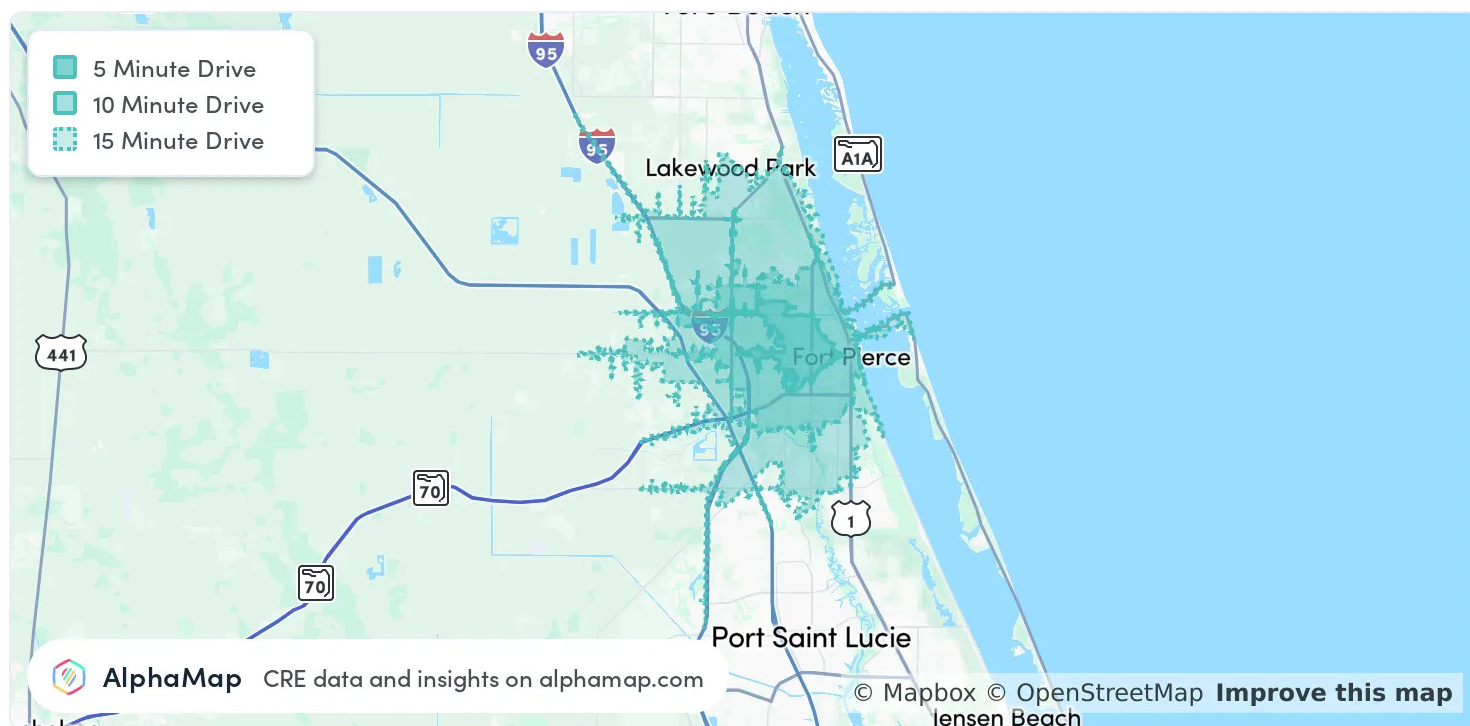 95
5 Minute Drive
10 Minute Drive
15 Minute Drive
95
Lakewood Park
A1A
95
441
Fort Pierce
70
1
70
Port Saint Lucie
AlphaMap CRE data and insights on alphamap.com
© Mapbox © OpenStreetMap Improve this map
Jensen Beach